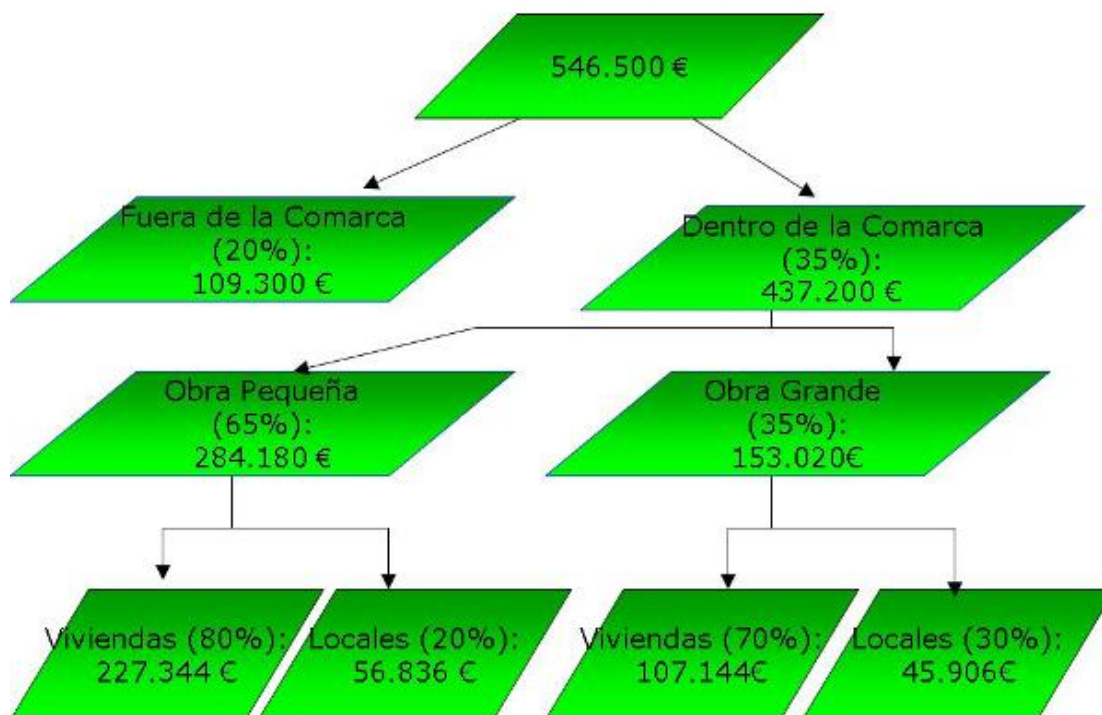 546.500 €
Fuera de la Comarca
(20%):
109.300 €
Dentro de la Comarca
(35%):
437.200 €
Obra Pequeña
(65%):
284.180 €
Obra Grande
(35%):
153.020€
Viviendas (80%):
227.344 €
Locales (20%):
56.836 €
Viviendas (70%):
107.144€
Locales (30%):
45.906€